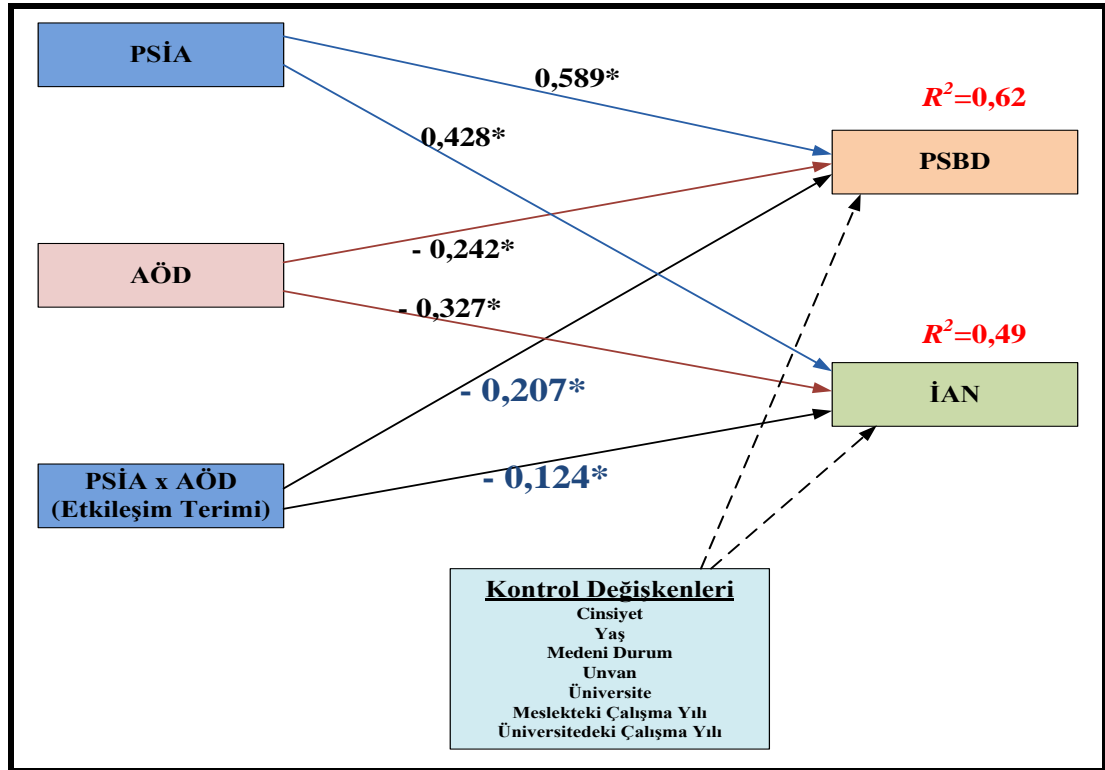 PSİA
0,589*
R²=0,62
0,428*
PSBD
AÖD
- 0,242*
- 0,327*
R²=0,49
İAN
- 0,207*
PSİA x AÖD
(Etkileşim Terimi)
- 0,124*
Kontrol Değişkenleri
Cinsiyet
Yaş
Medeni Durum
Unvan
Üniversite
Meslekteki Çalışma Yılı
Üniversitedeki Çalışma Yılı